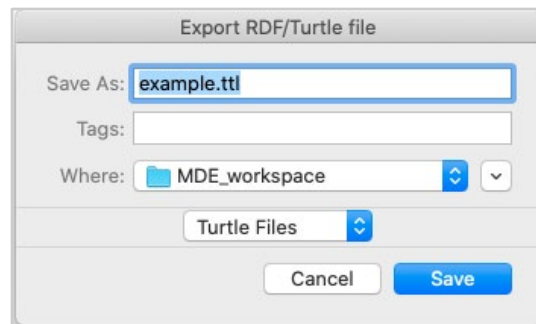 Export RDF/Turtle file
Save As: example.ttl
Tags:
Where: MDE_workspace
Turtle Files
Cancel Save